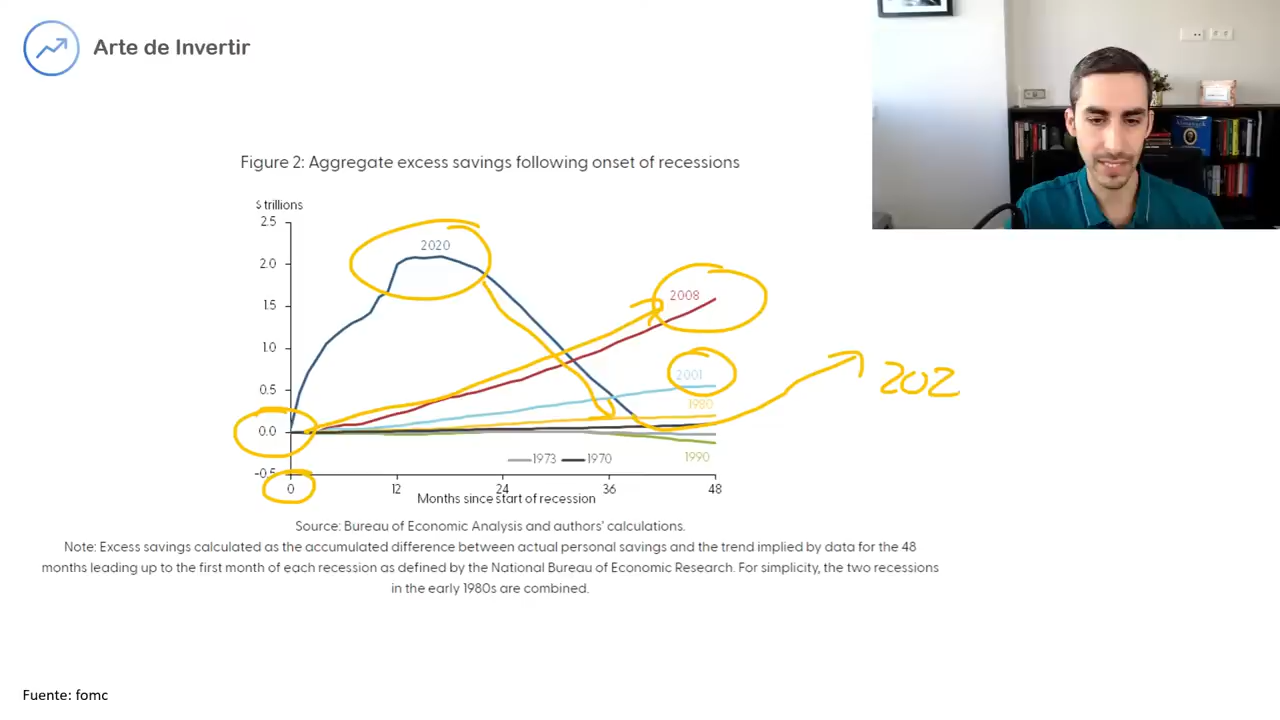 Arte de Invertir
Figure 2: Aggregate excess savings following onset of recessions
$ trillions
2.5
2.0
1.5
1.0
0.5
0.0
-0.5
2020
2008
2001
1980
1990
1973
1970
202
0
12
24
36
48
Months since start of recession
Source: Bureau of Economic Analysis and authors' calculations.
Note: Excess savings calculated as the accumulated difference between actual personal savings and the trend implied by data for the 48
months leading up to the first month of each recession as defined by the National Bureau of Economic Research. For simplicity, the two recessions
in the early 1980s are combined.
Fuente: fomc